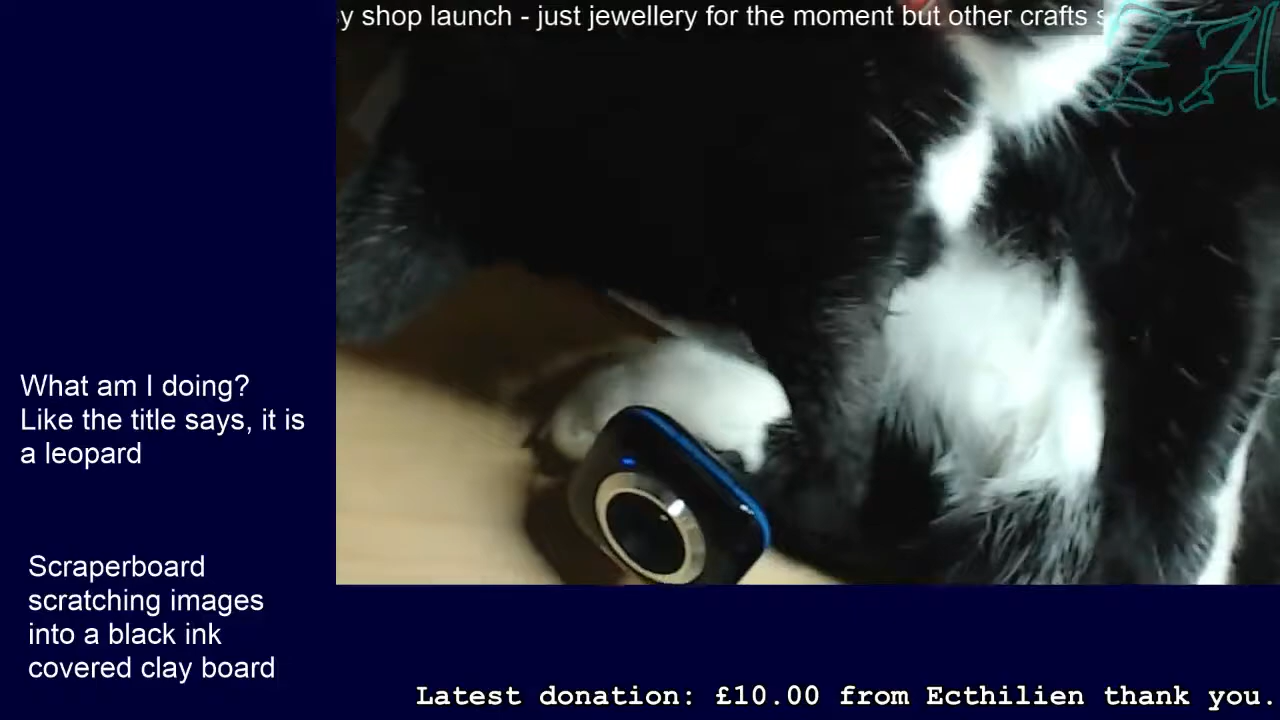 y shop launch - just jewellery for the moment but other crafts s
EA
What am I doing?
Like the title says, it is
a leopard
Scraperboard
scratching images
into a black ink
covered clay board
Latest donation: £10.00 from Ecthilien thank you.